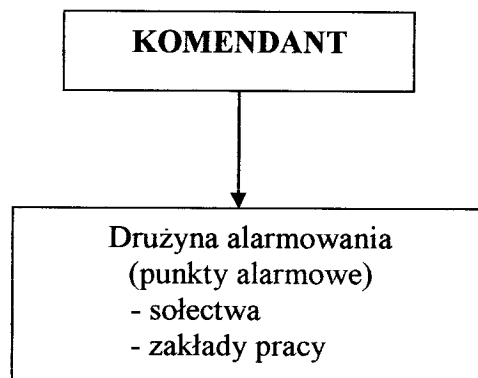 KOMENDANT
Drużyna alarmowania
(punkty alarmowe)
- sołectwa
- zakłady pracy